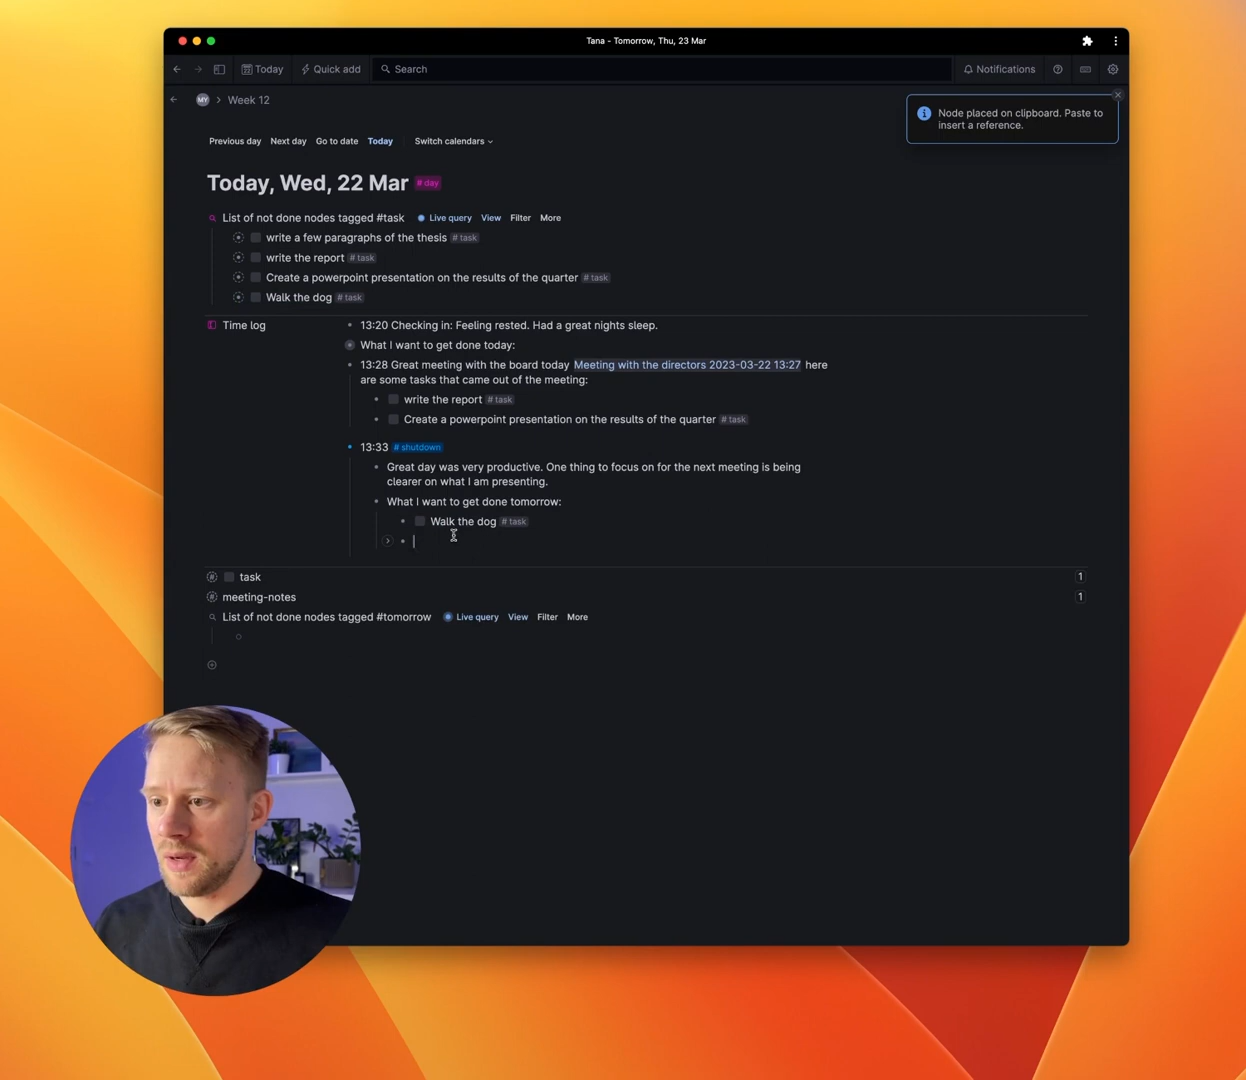 Tana - Tomorrow, Thu, 23 Mar
Today
Quick add
Search
Notifications
MY
Week 12
Node placed on clipboard. Paste to
insert a reference.
Previous day Next day Go to date Today Switch calendars
Today, Wed, 22 Mar # day
List of not done nodes tagged #task Live query View Filter More
write a few paragraphs of the thesis # task
write the report # task
Create a powerpoint presentation on the results of the quarter # task
Walk the dog # task
Time log
13:20 Checking in: Feeling rested. Had a great nights sleep.
What I want to get done today:
13:28 Great meeting with the board today Meeting with the directors 2023-03-22 13:27 here
are some tasks that came out of the meeting:
write the report # task
Create a powerpoint presentation on the results of the quarter # task
13:33 # shutdown
Great day was very productive. One thing to focus on for the next meeting is being
clearer on what I am presenting.
What I want to get done tomorrow:
Walk the dog # task
# task 1
# meeting-notes 1
List of not done nodes tagged #tomorrow Live query View Filter More